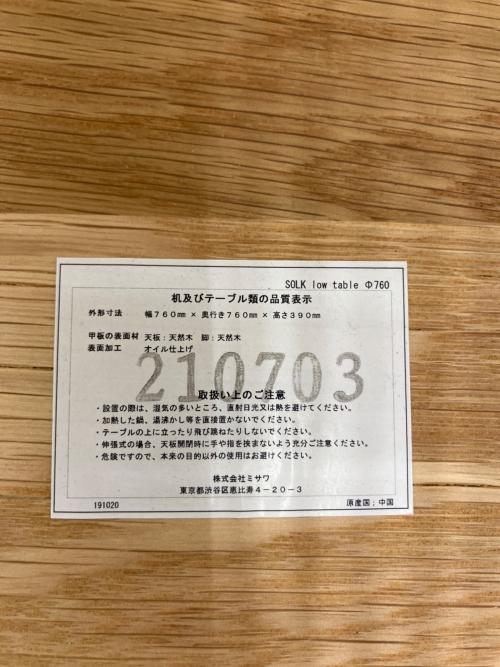 SOLK low table Φ760
机及びテーブル類の品質表示
外形寸法 幅760㎜ × 奥行き760㎜ × 高さ390㎜
甲板の表面材 天板：天然木 脚：天然木
表面加工 オイル仕上げ
210703
取扱い上のご注意
・設置の際は、湿気の多いところ、直射日光又は熱を避けてください。
・加熱した鍋、湯沸かし等を直接置かないでください。
・テーブルの上に立ったり飛び跳ねたりしないでください。
・伸張式の場合、天板開閉時に手や指を挟まないよう充分ご注意ください。
・危険ですので、本来の目的以外の使用はお避けください。
株式会社ミサワ
東京都渋谷区恵比寿4－20－3
191020 原産国：中国